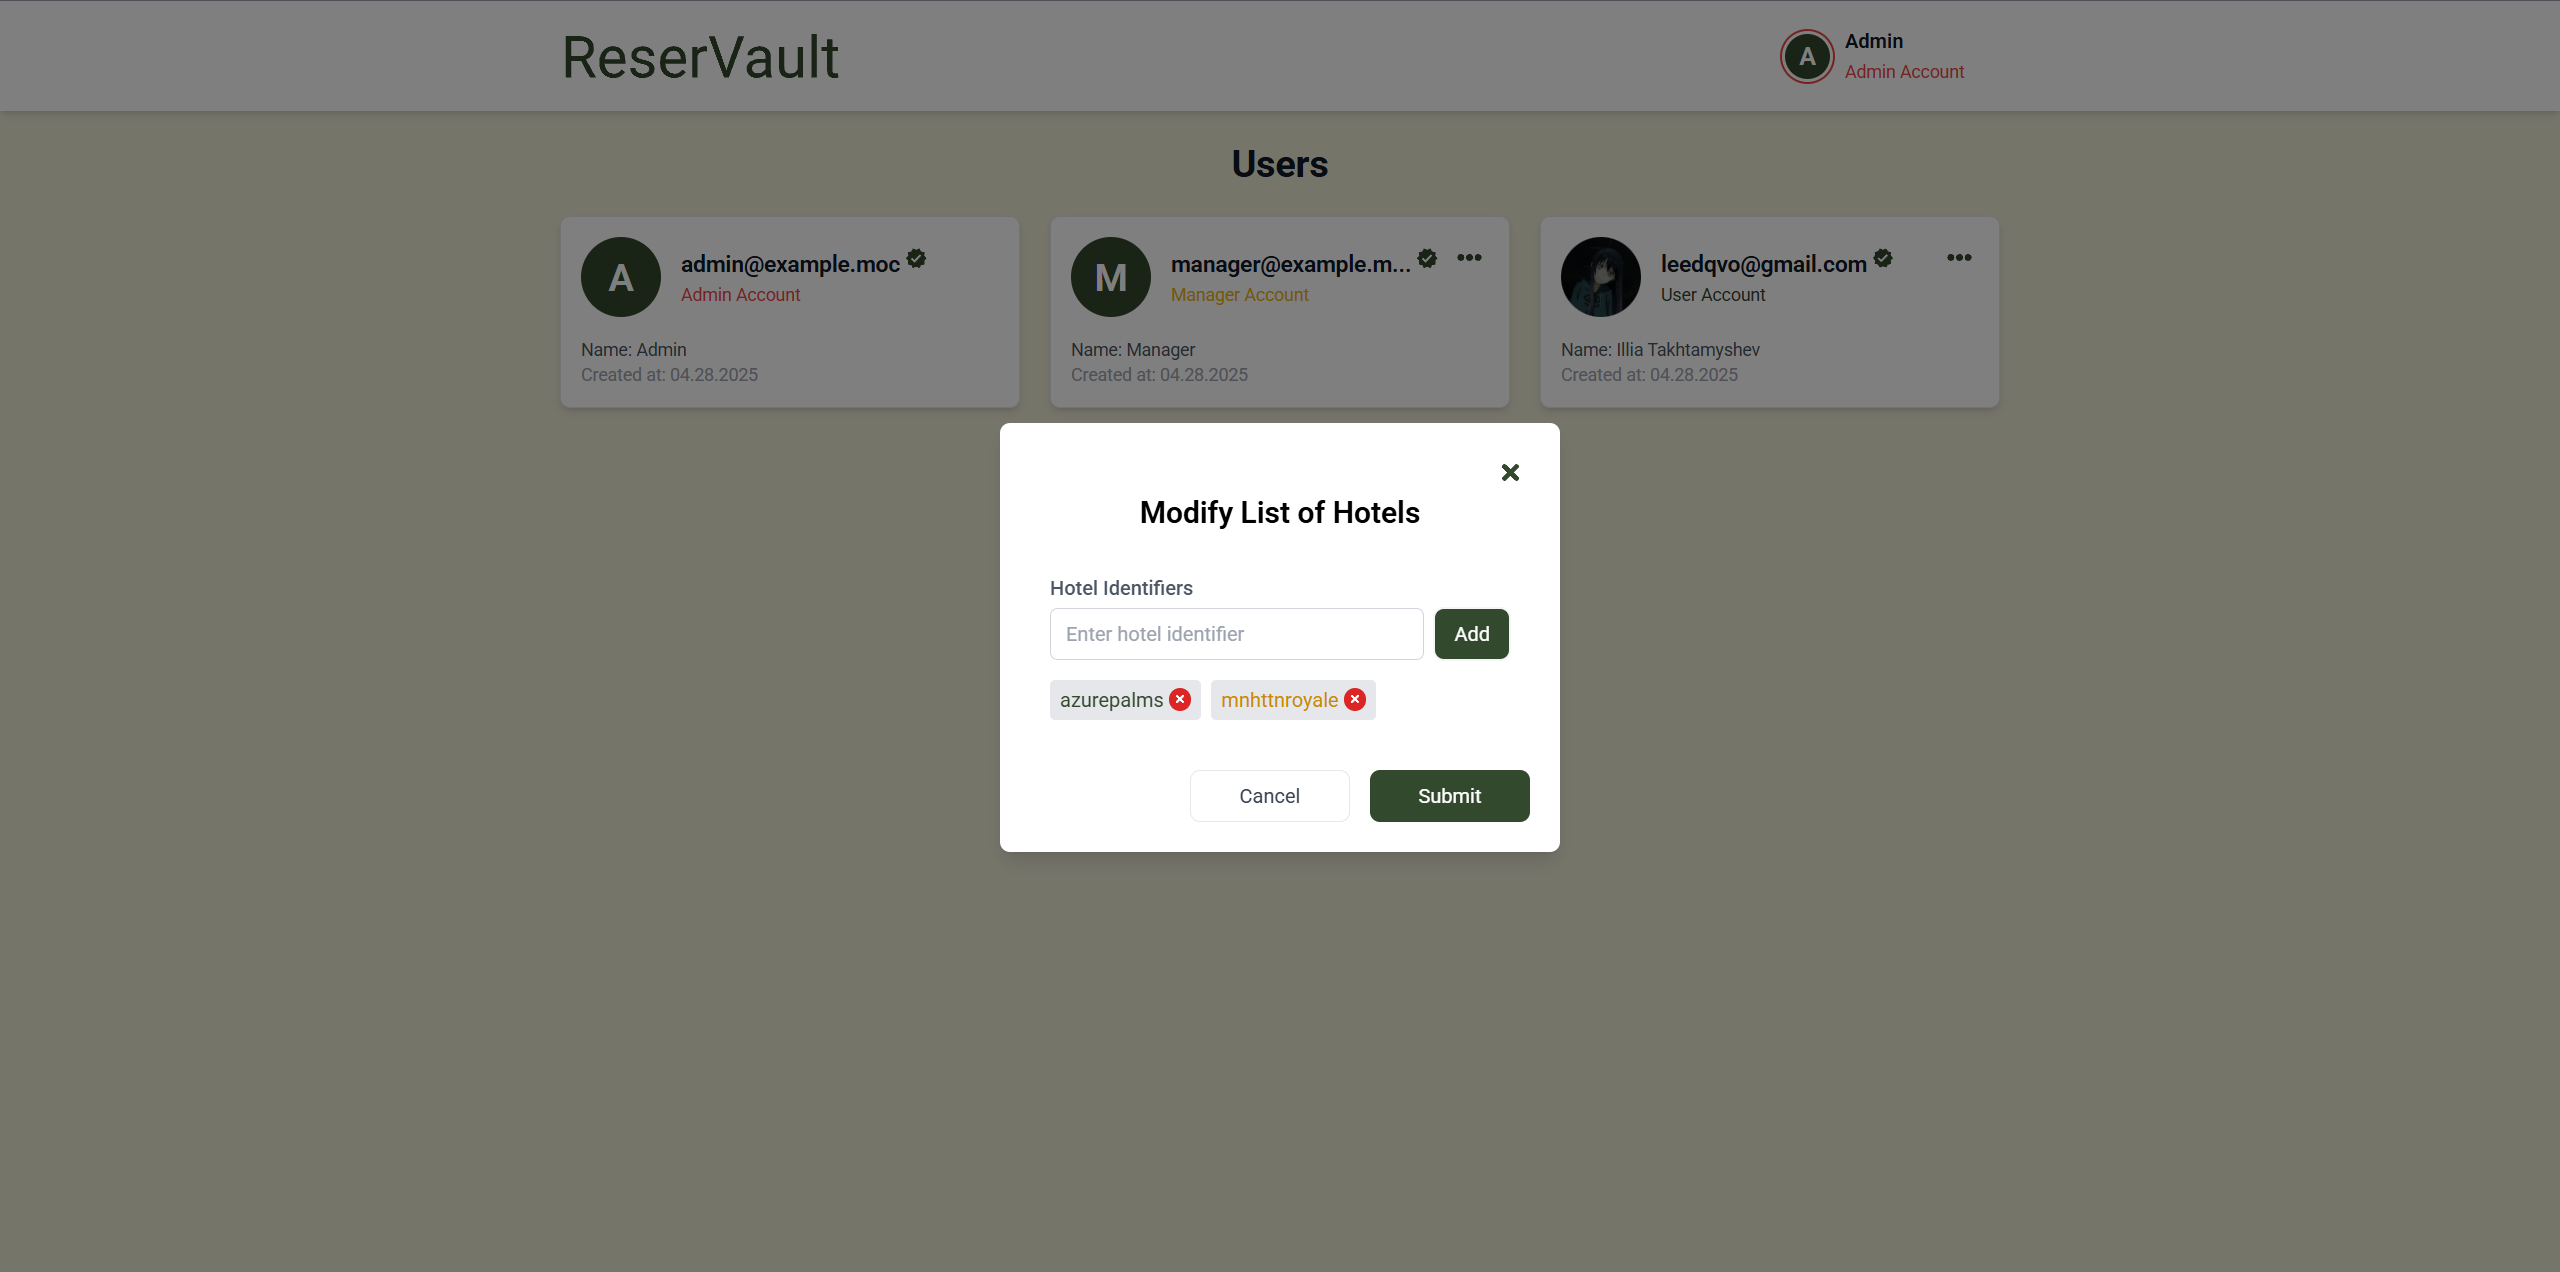 ReserVault
A
Admin
Admin Account
Users
A
admin@example.moc
Admin Account
Name: Admin
Created at: 04.28.2025
M
manager@example.m...
Manager Account
Name: Manager
Created at: 04.28.2025
leedqvo@gmail.com
User Account
Name: Illia Takhtamyshev
Created at: 04.28.2025
Modify List of Hotels
Hotel Identifiers
Enter hotel identifier
Add
azurepalms
mnhttnroyale
Cancel
Submit